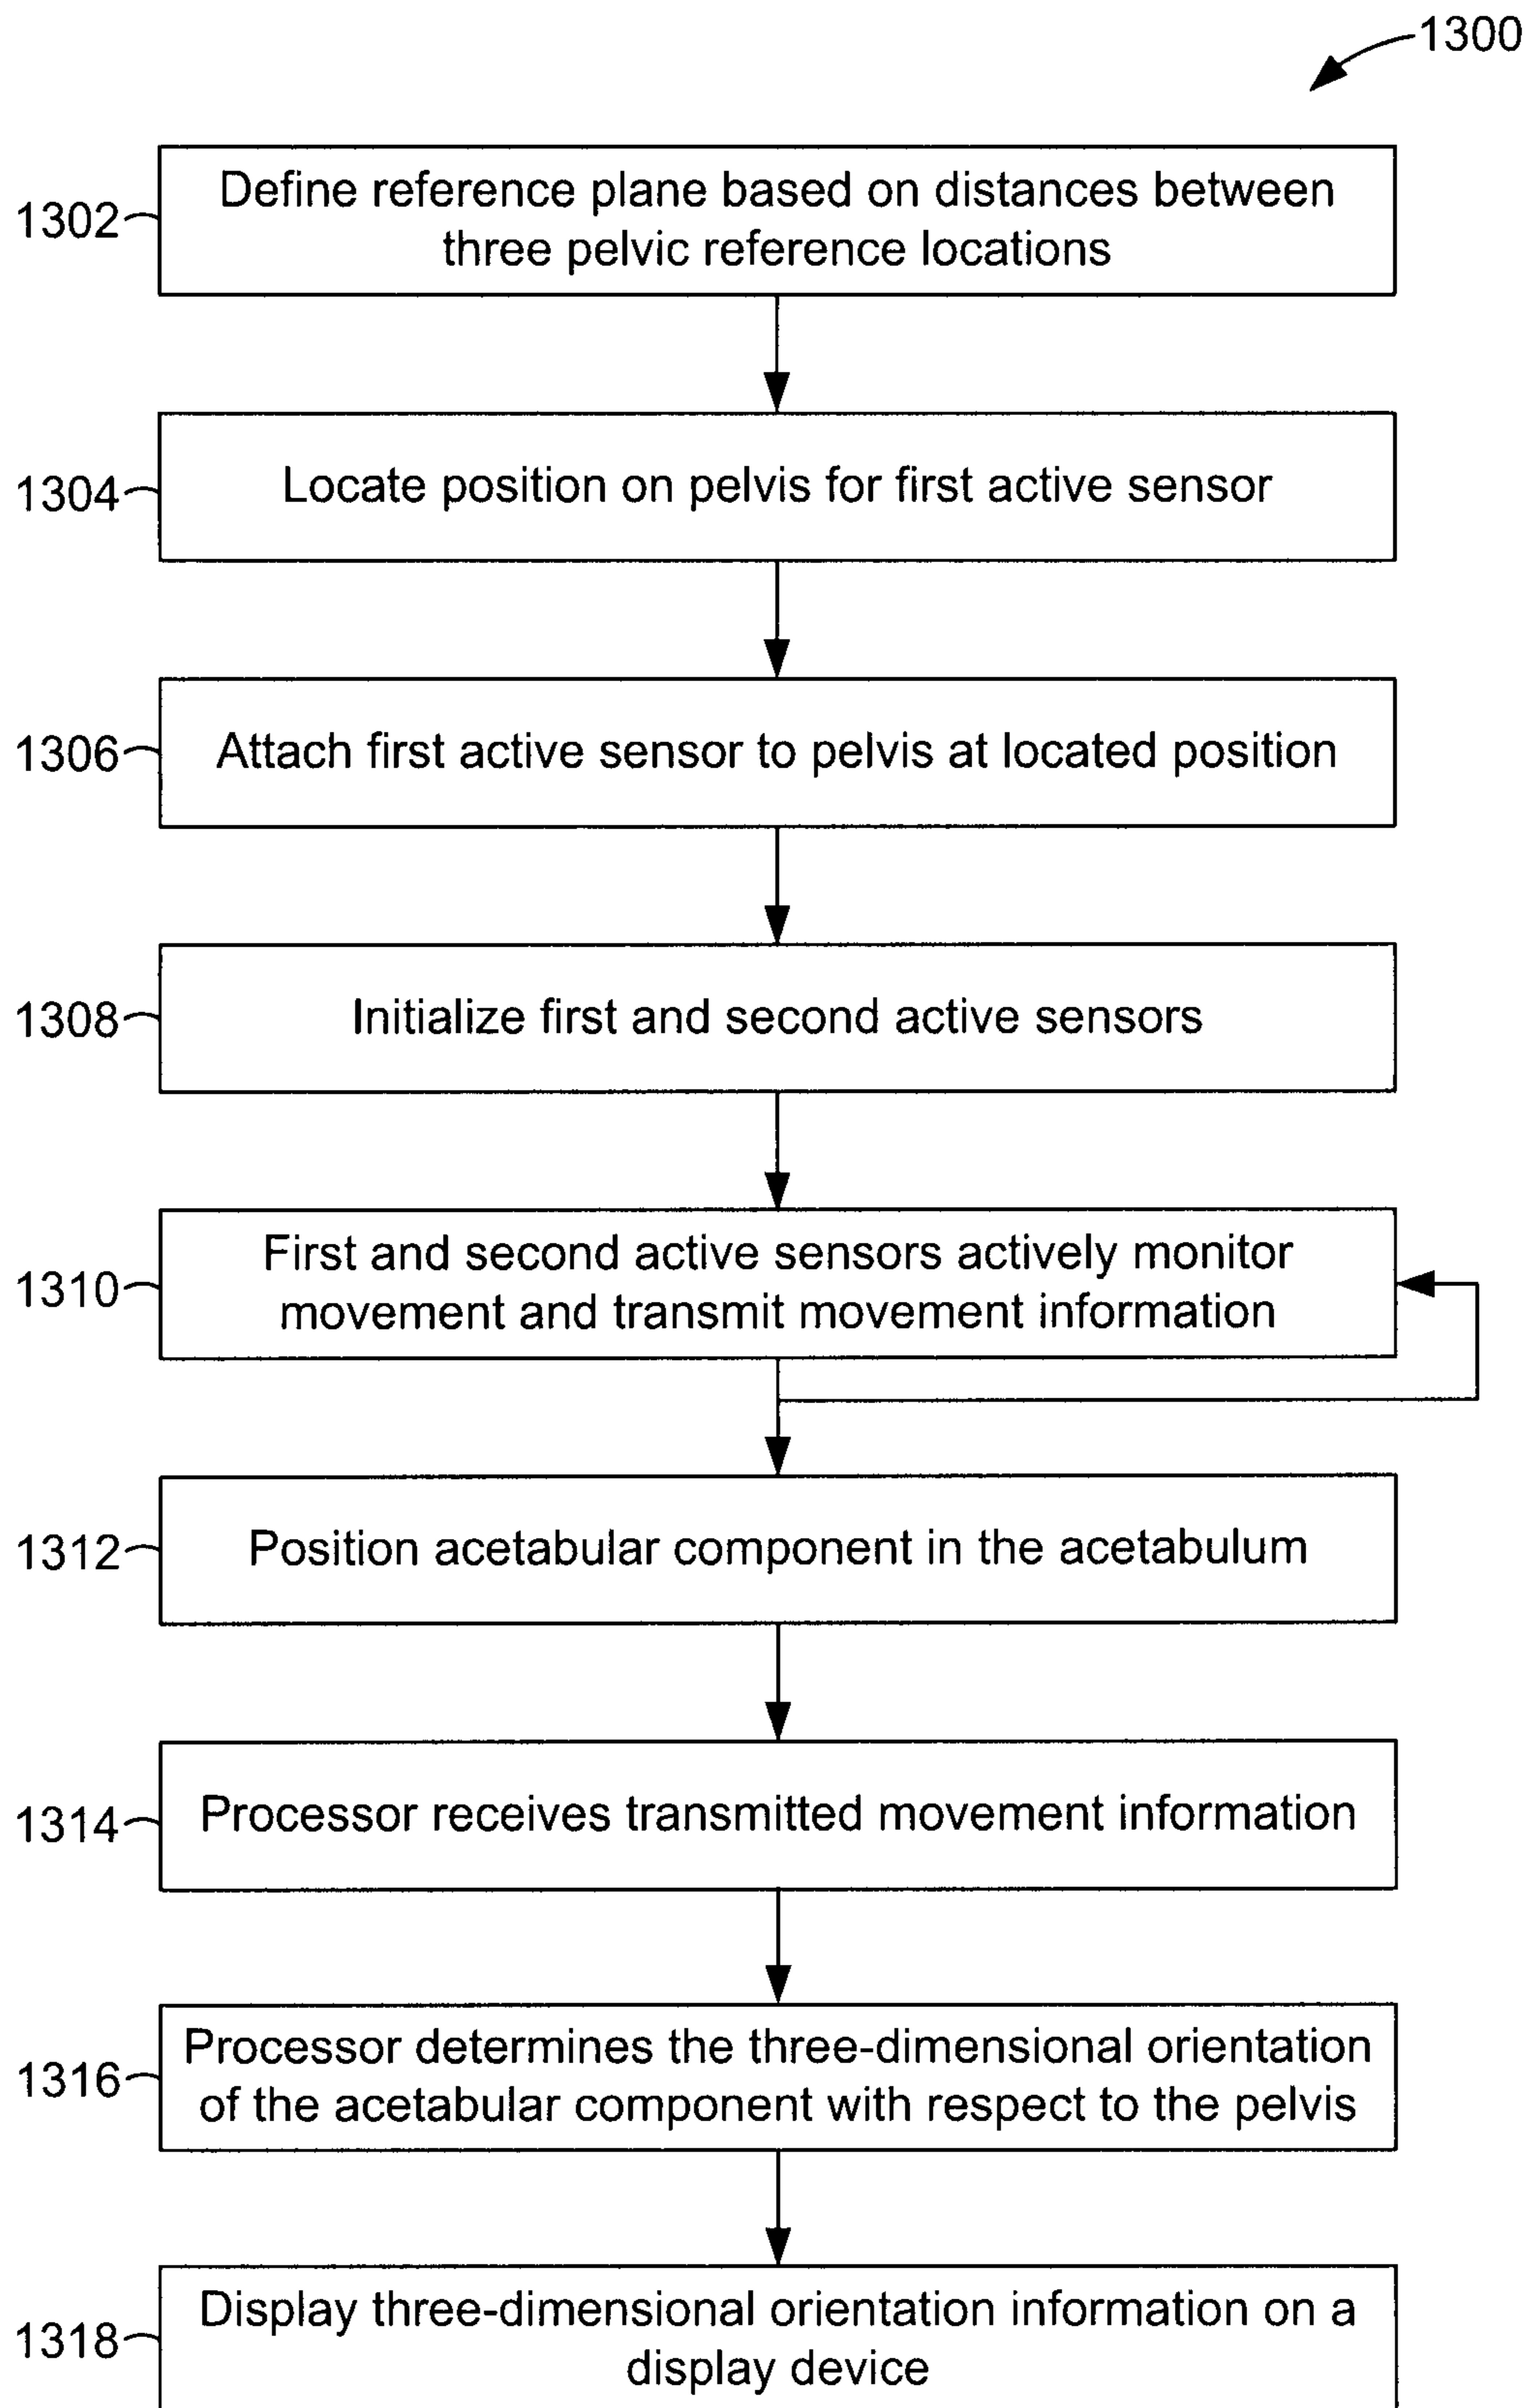 1300
1302
Define reference plane based on distances between
three pelvic reference locations
1304
Locate position on pelvis for first active sensor
1306
Attach first active sensor to pelvis at located position
1308
Initialize first and second active sensors
1310
First and second active sensors actively monitor
movement and transmit movement information
1312
Position acetabular component in the acetabulum
1314
Processor receives transmitted movement information
1316
Processor determines the three-dimensional orientation
of the acetabular component with respect to the pelvis
1318
Display three-dimensional orientation information on a
display device